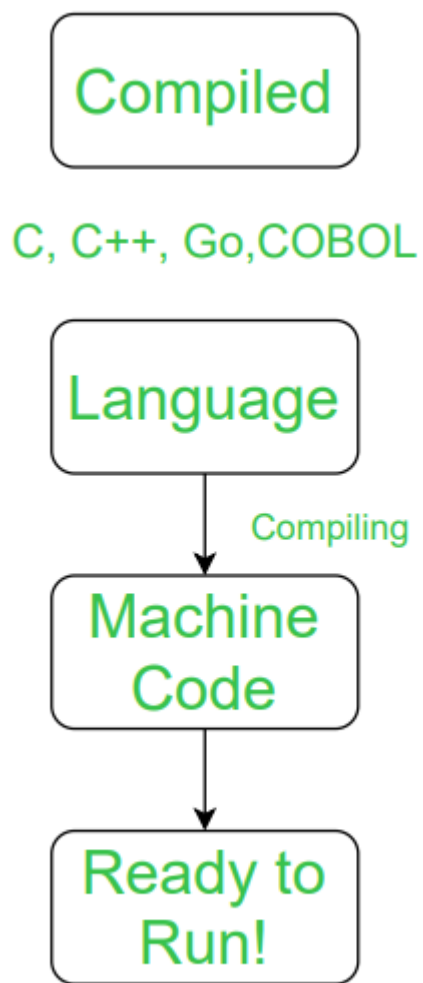 Compiled
C, C++, Go,COBOL
Language
Compiling
Machine
Code
Ready to
Run!